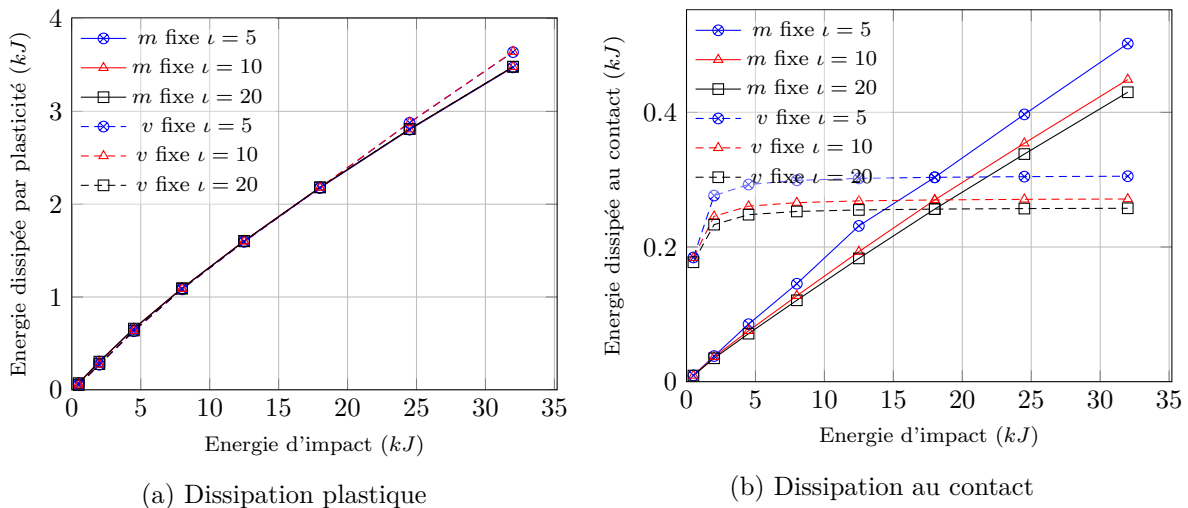 4
3
2
1
0
Energie dissipée par plasticité (kJ)
m fixe ι = 5
m fixe ι = 10
m fixe ι = 20
v fixe ι = 5
v fixe ι = 10
v fixe ι = 20
0 5 10 15 20 25 30 35
Energie d'impact (kJ)
(a) Dissipation plastique
0.4
0.2
0
Energie dissipée au contact (kJ)
m fixe ι = 5
m fixe ι = 10
m fixe ι = 20
v fixe ι = 5
v fixe ι = 10
v fixe ι = 20
0 5 10 15 20 25 30 35
Energie d'impact (kJ)
(b) Dissipation au contact